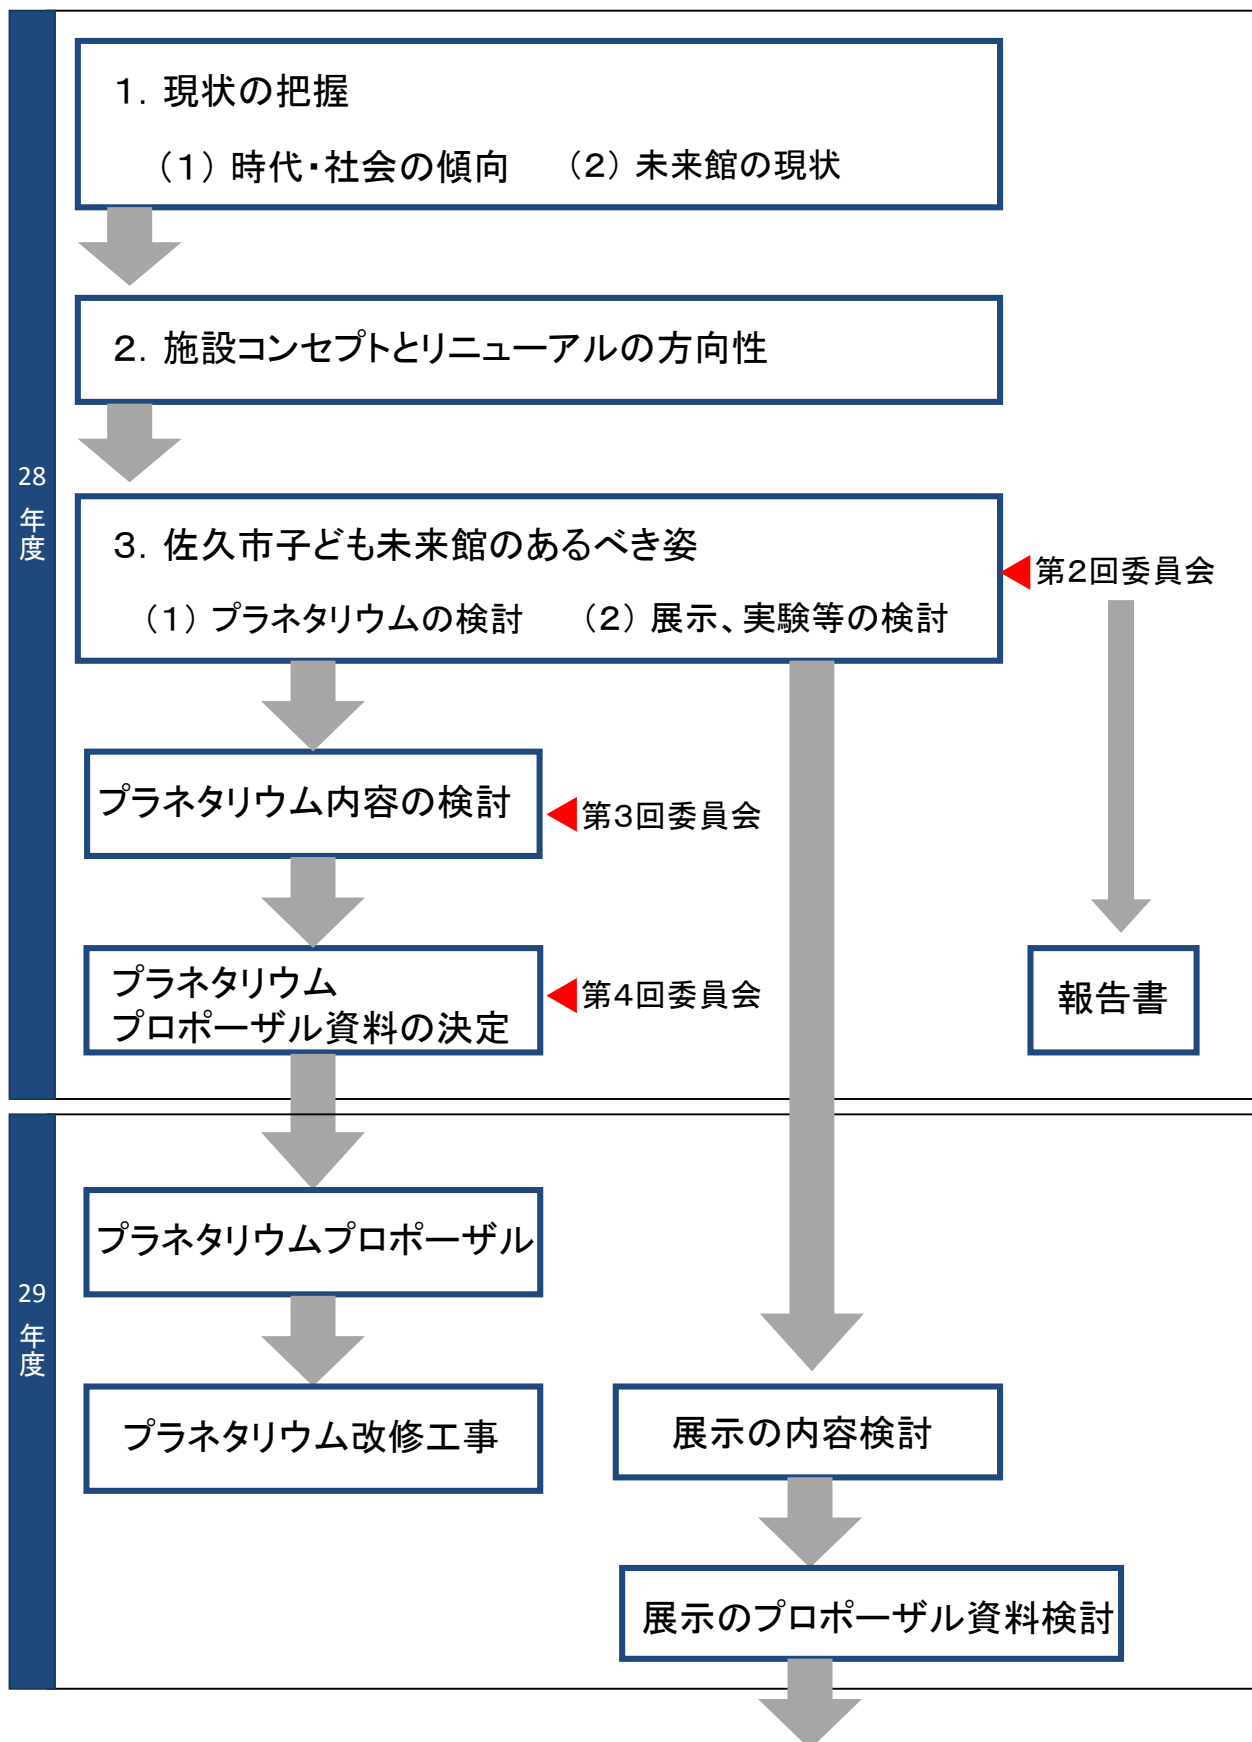 28
年
度
1. 現状の把握
（1）時代・社会の傾向　（2）未来館の現状
2. 施設コンセプトとリニューアルの方向性
3. 佐久市子ども未来館のあるべき姿
（1）プラネタリウムの検討　（2）展示、実験等の検討
第2回委員会
プラネタリウム内容の検討
第3回委員会
プラネタリウム
プロポーザル資料の決定
第4回委員会
報告書
29
年
度
プラネタリウムプロポーザル
プラネタリウム改修工事
展示の内容検討
展示のプロポーザル資料検討